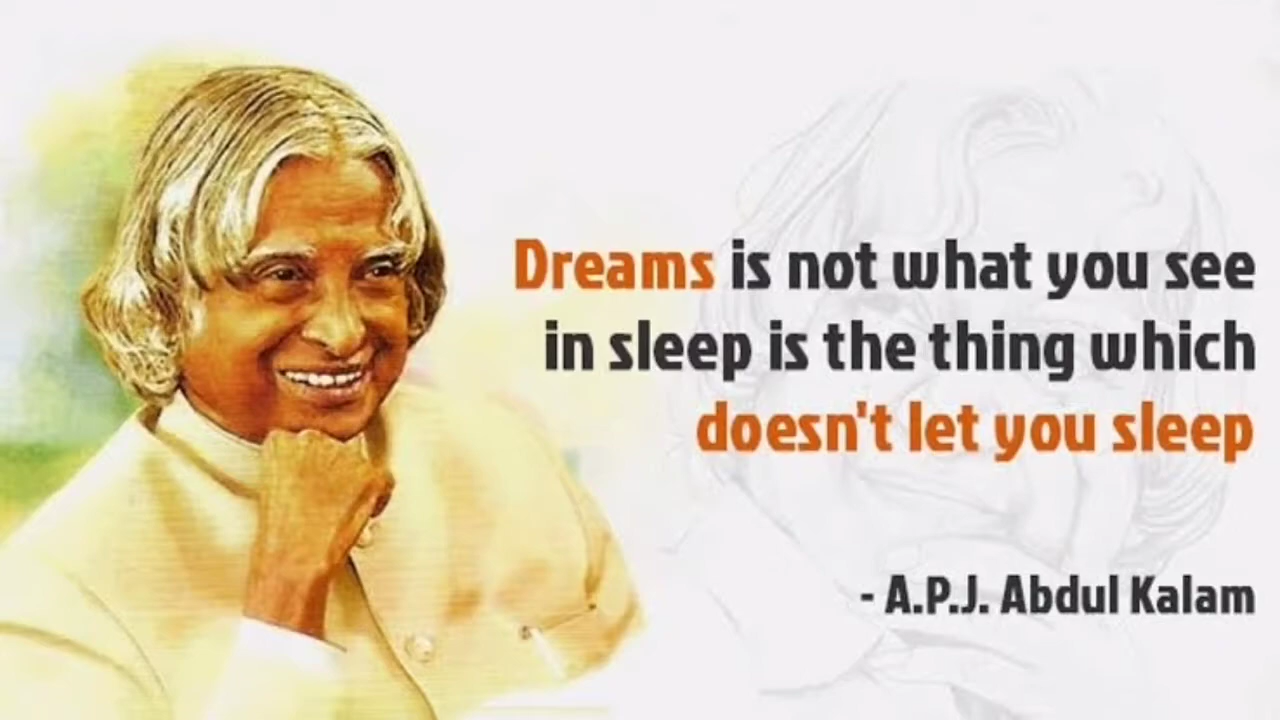 Dreams is not what you see
in sleep is the thing which
doesn't let you sleep
- A.P.J. Abdul Kalam